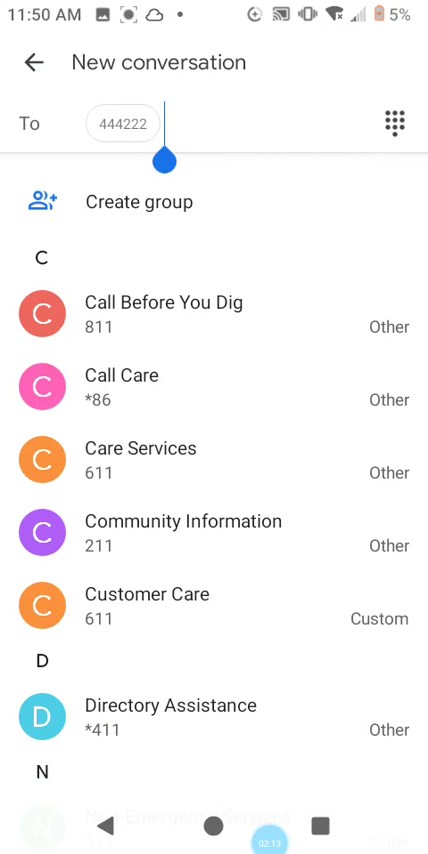 11:50 AM 5%
New conversation
To 444222
Create group
C
C Call Before You Dig
811 Other
C Call Care
*86 Other
C Care Services
611 Other
C Community Information
211 Other
C Customer Care
611 Custom
D
D Directory Assistance
*411 Other
N
02:13